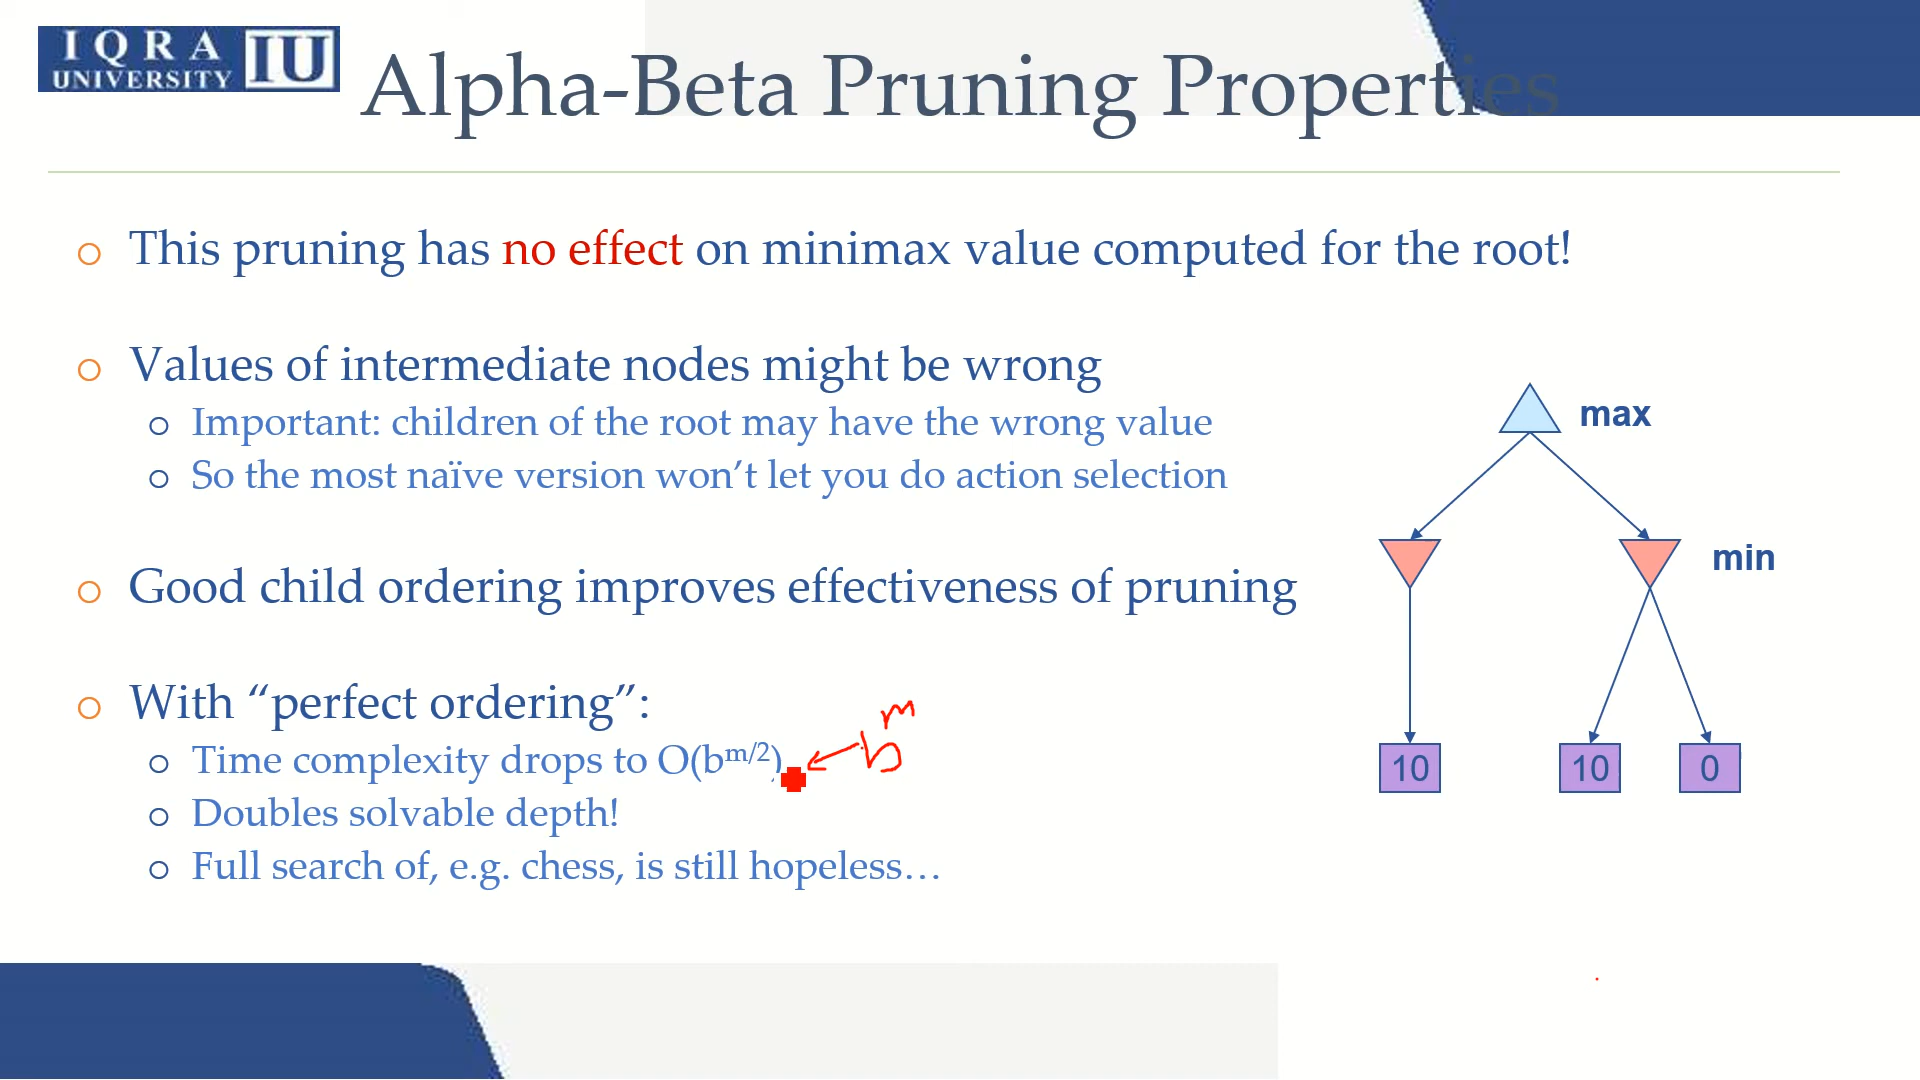 IQRA
UNIVERSITY
IU
Alpha-Beta Pruning Properties
This pruning has no effect on minimax value computed for the root!
Values of intermediate nodes might be wrong
Important: children of the root may have the wrong value
So the most naïve version won’t let you do action selection
Good child ordering improves effectiveness of pruning
With “perfect ordering”:
Time complexity drops to O(bᵐ/²)
bᵐ
Doubles solvable depth!
Full search of, e.g. chess, is still hopeless…
max
min
10
10
0